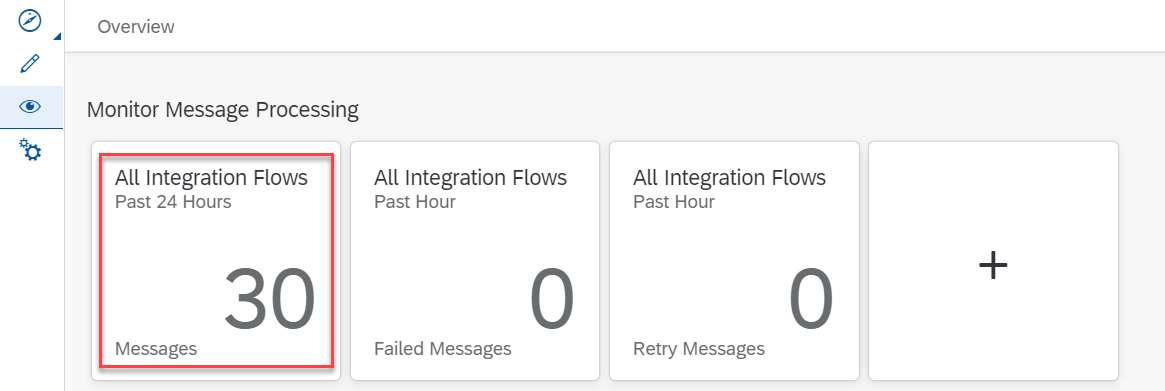 Overview
Monitor Message Processing
All Integration Flows
Past 24 Hours
30
Messages
All Integration Flows
Past Hour
0
Failed Messages
All Integration Flows
Past Hour
0
Retry Messages
+